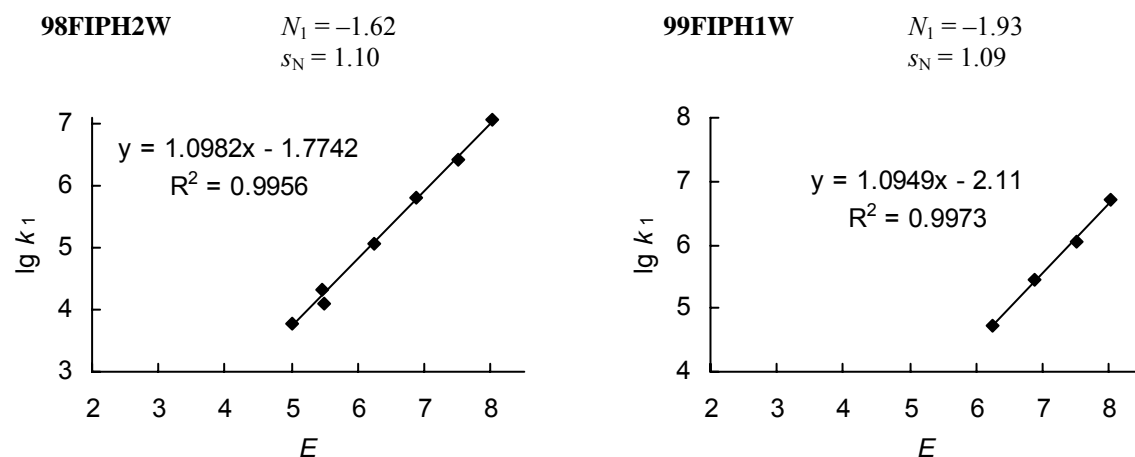 98FIPH2W
N1 = –1.62
sN = 1.10
7
6
5
4
3
lg k 1
y = 1.0982x - 1.7742
R2 = 0.9956
2 3 4 5 6 7 8
E
99FIPH1W
N1 = –1.93
sN = 1.09
8
7
6
5
4
lg k 1
y = 1.0949x - 2.11
R2 = 0.9973
2 3 4 5 6 7 8
E